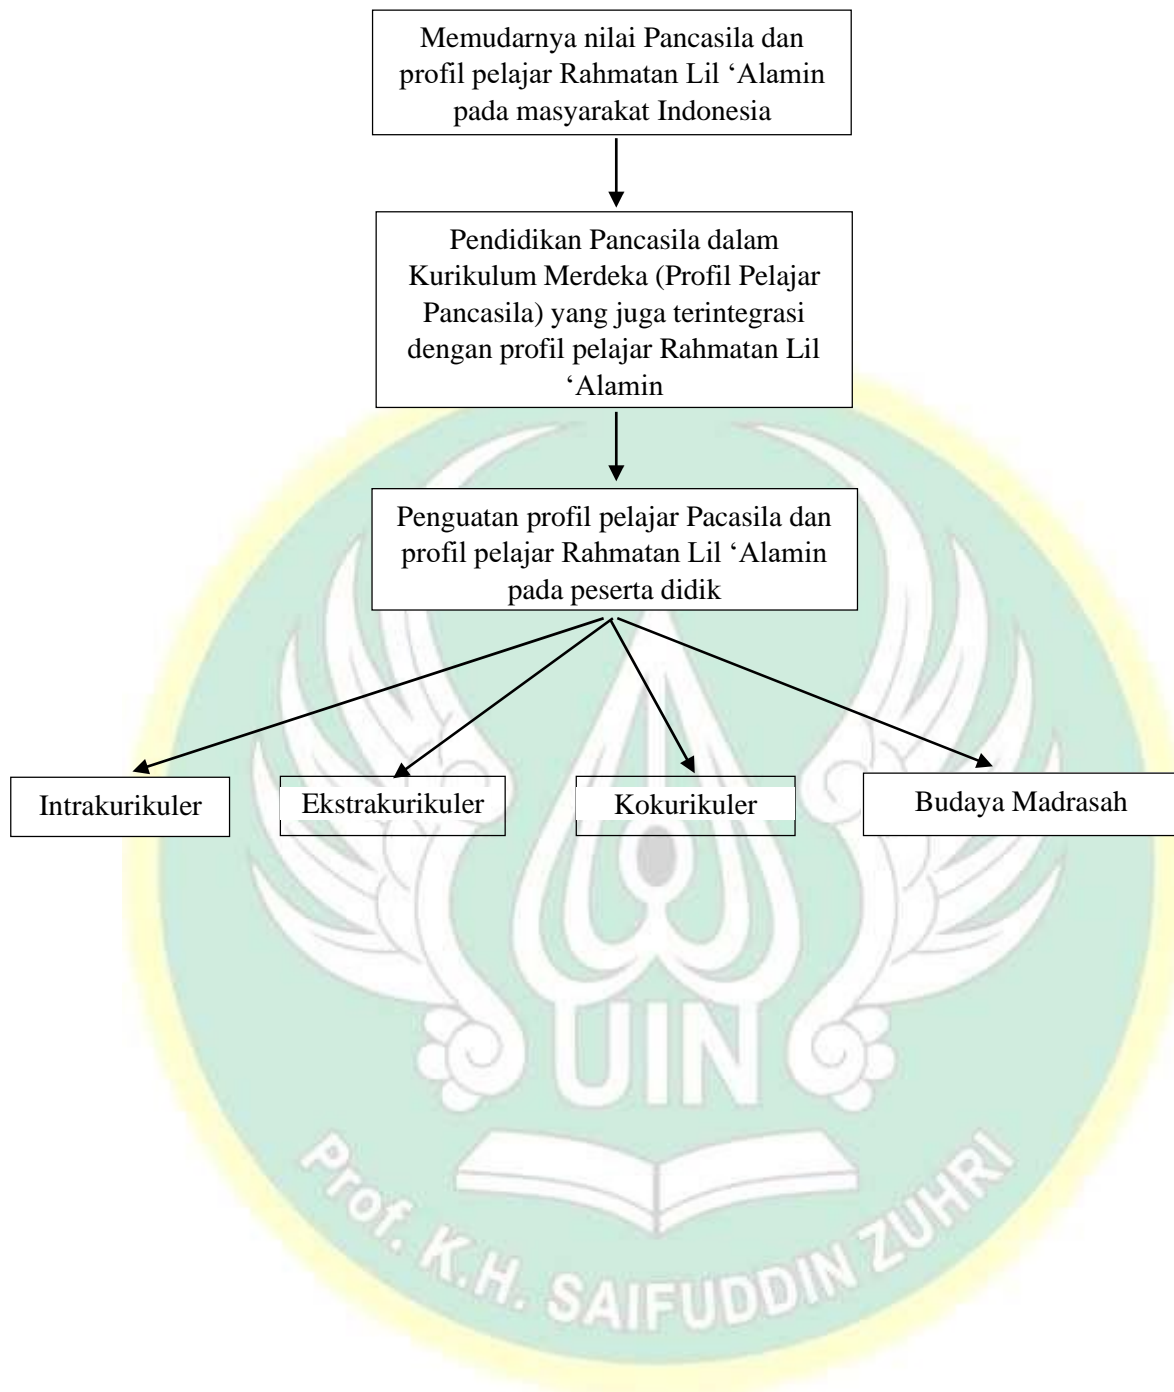 Memudarnya nilai Pancasila dan
profil pelajar Rahmatan Lil ‘Alamin
pada masyarakat Indonesia
Pendidikan Pancasila dalam
Kurikulum Merdeka (Profil Pelajar
Pancasila) yang juga terintegrasi
dengan profil pelajar Rahmatan Lil
‘Alamin
Penguatan profil pelajar Pacasila dan
profil pelajar Rahmatan Lil ‘Alamin
pada peserta didik
Intrakurikuler
Ekstrakurikuler
Kokurikuler
Budaya Madrasah
UIN
Prof. K.H. SAIFUDDIN ZUHRI